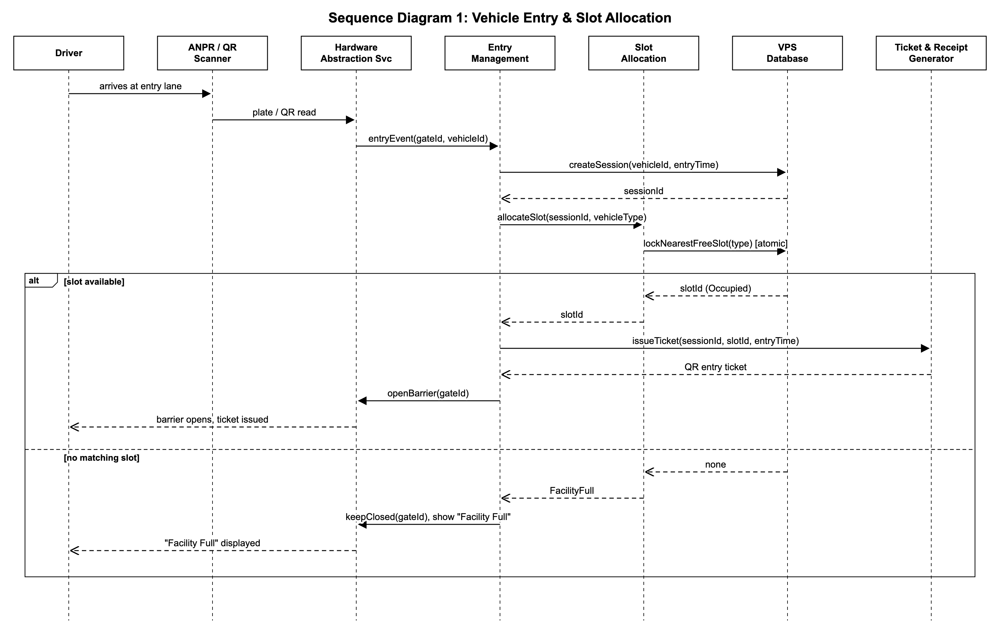 Sequence Diagram 1: Vehicle Entry & Slot Allocation
Driver
ANPR / QR
Scanner
Hardware
Abstraction Svc
Entry
Management
Slot
Allocation
VPS
Database
Ticket & Receipt
Generator
arrives at entry lane
plate / QR read
entryEvent(gateId, vehicleId)
createSession(vehicleId, entryTime)
sessionId
allocateSlot(sessionId, vehicleType)
lockNearestFreeSlot(type) [atomic]
alt
[slot available]
slotId (Occupied)
slotId
issueTicket(sessionId, slotId, entryTime)
QR entry ticket
openBarrier(gateId)
barrier opens, ticket issued
[no matching slot]
none
FacilityFull
keepClosed(gateId), show "Facility Full"
"Facility Full" displayed